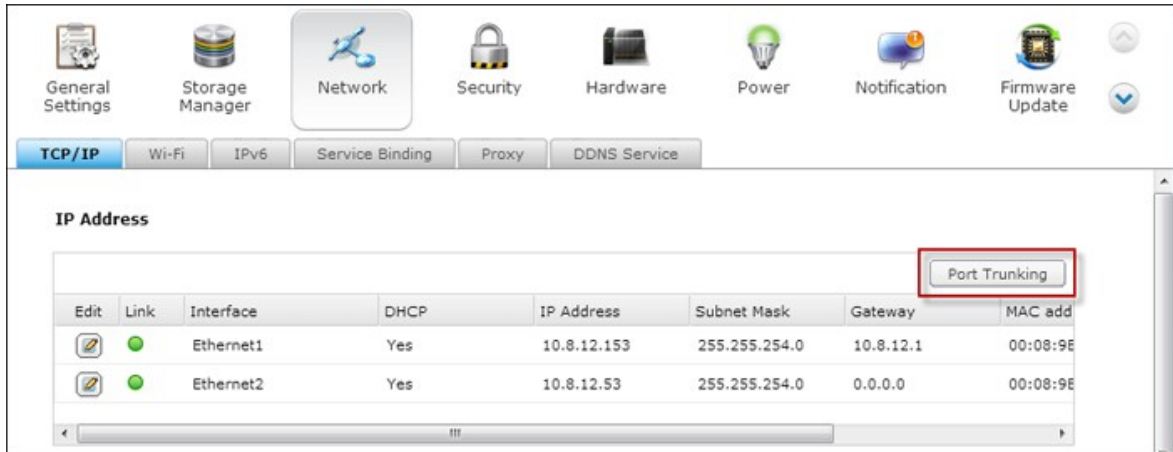 General Settings
Storage Manager
Network
Security
Hardware
Power
Notification
Firmware Update
TCP/IP Wi-Fi IPv6 Service Binding Proxy DDNS Service
IP Address
Port Trunking
Edit Link Interface DHCP IP Address Subnet Mask Gateway MAC add
Ethernet1 Yes 10.8.12.153 255.255.254.0 10.8.12.1 00:08:9E
Ethernet2 Yes 10.8.12.53 255.255.254.0 0.0.0.0 00:08:9E